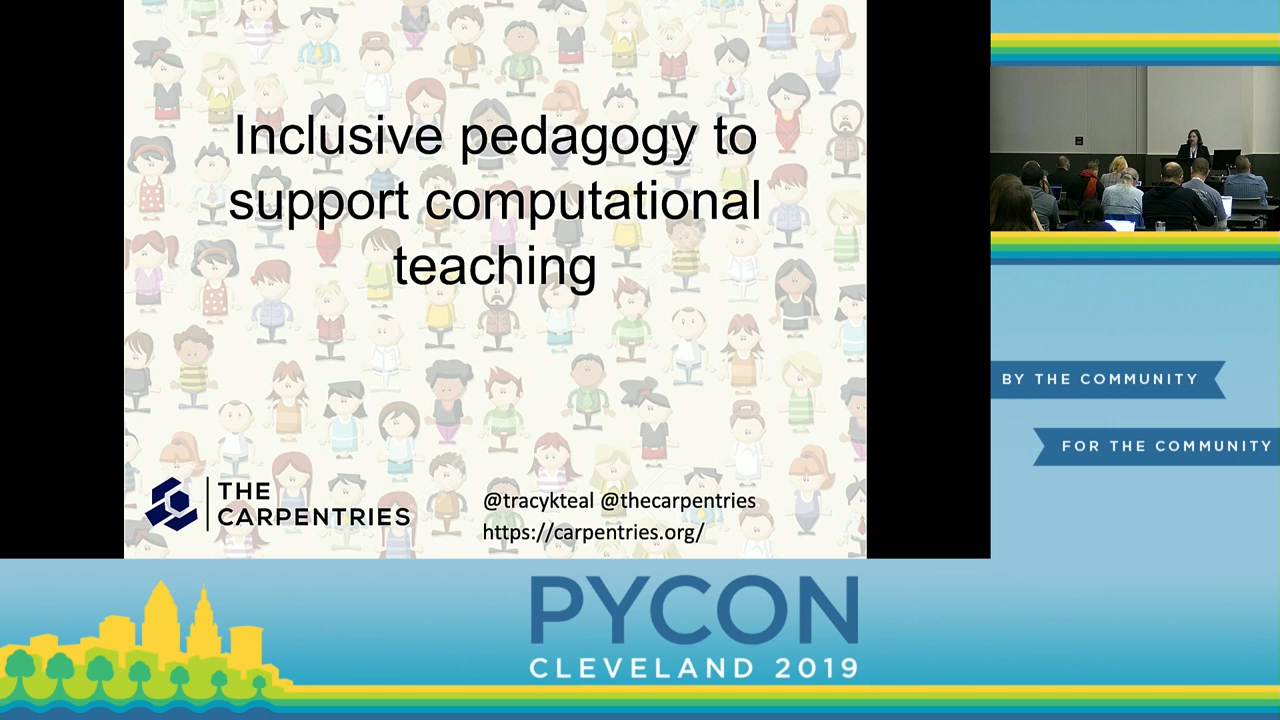 Inclusive pedagogy to
support computational
teaching
THE
CARPENTRIES
@tracykteal @thecarpentries
https://carpentries.org/
BY THE COMMUNITY
FOR THE COMMUNITY
PYCON
CLEVELAND 2019